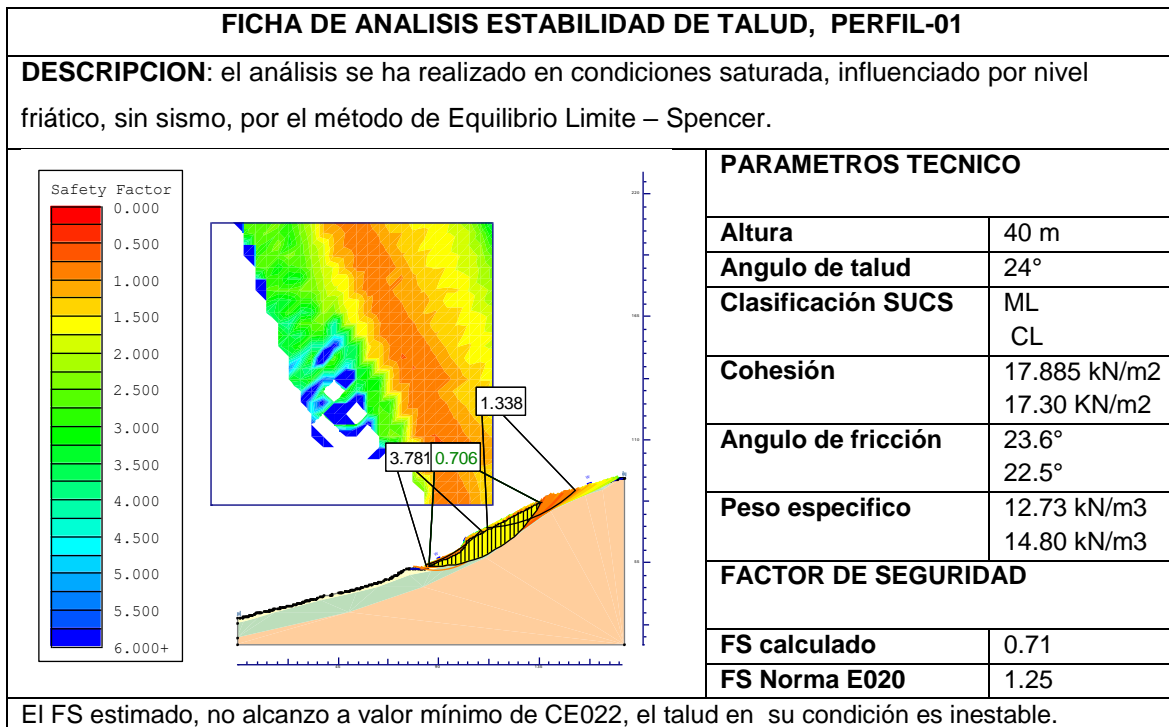 FICHA DE ANALISIS ESTABILIDAD DE TALUD, PERFIL-01
DESCRIPCION: el análisis se ha realizado en condiciones saturada, influenciado por nivel
friático, sin sismo, por el método de Equilibrio Limite – Spencer.
Safety Factor
0.000
0.500
1.000
1.500
2.000
2.500
3.000
3.500
4.000
4.500
5.000
5.500
6.000+
1.338
3.781
0.706
PARAMETROS TECNICO
Altura 40 m
Angulo de talud 24°
Clasificación SUCS ML
CL
Cohesión 17.885 kN/m2
17.30 KN/m2
Angulo de fricción 23.6°
22.5°
Peso especifico 12.73 kN/m3
14.80 kN/m3
FACTOR DE SEGURIDAD
FS calculado 0.71
FS Norma E020 1.25
El FS estimado, no alcanzo a valor mínimo de CE022, el talud en su condición es inestable.